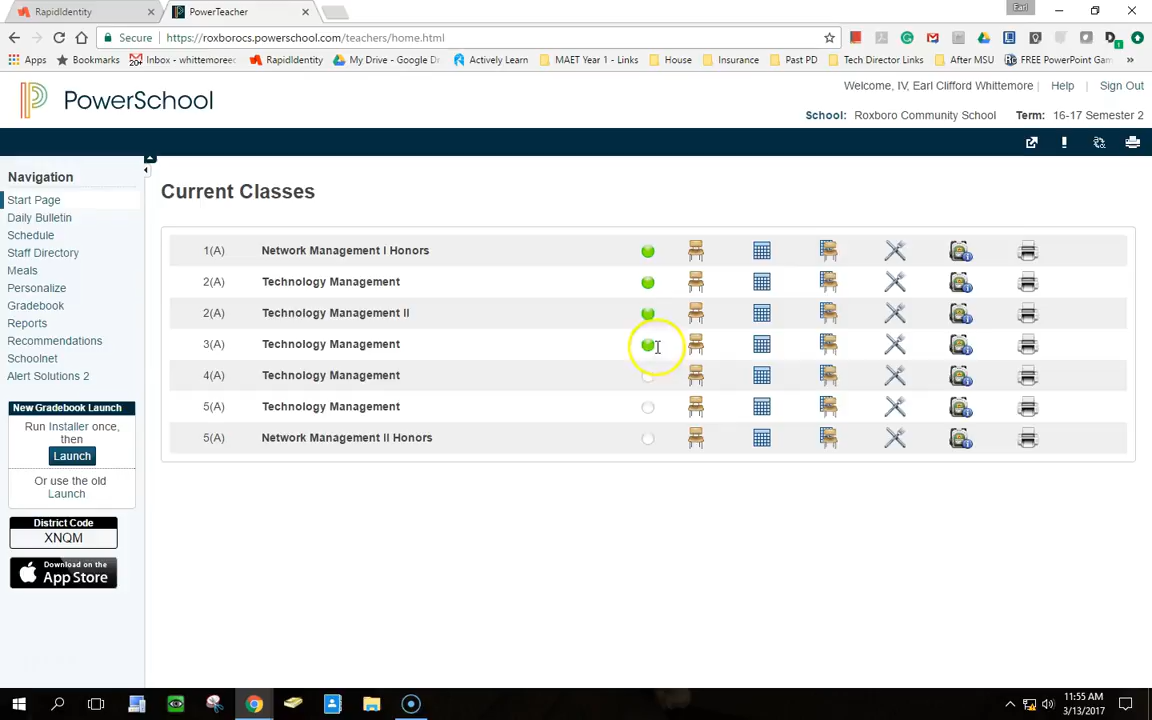 RapidIdentity
PowerTeacher
Earl
Secure
https://roxborocs.powerschool.com/teachers/home.html
Apps
Bookmarks
Inbox - whittemoreec
RapidIdentity
My Drive - Google Dr
Actively Learn
MAET Year 1 - Links
House
Insurance
Past PD
Tech Director Links
After MSU
FREE PowerPoint Gam
PowerSchool
Welcome, IV, Earl Clifford Whittemore | Help | Sign Out
School: Roxboro Community School Term: 16-17 Semester 2
Navigation
Start Page
Daily Bulletin
Schedule
Staff Directory
Meals
Personalize
Gradebook
Reports
Recommendations
Schoolnet
Alert Solutions 2
New Gradebook Launch
Run Installer once,
then
Launch
Or use the old
Launch
District Code
XNQM
Download on the
App Store
Current Classes
1(A) Network Management I Honors
2(A) Technology Management
2(A) Technology Management II
3(A) Technology Management
4(A) Technology Management
5(A) Technology Management
5(A) Network Management II Honors
11:55 AM
3/13/2017